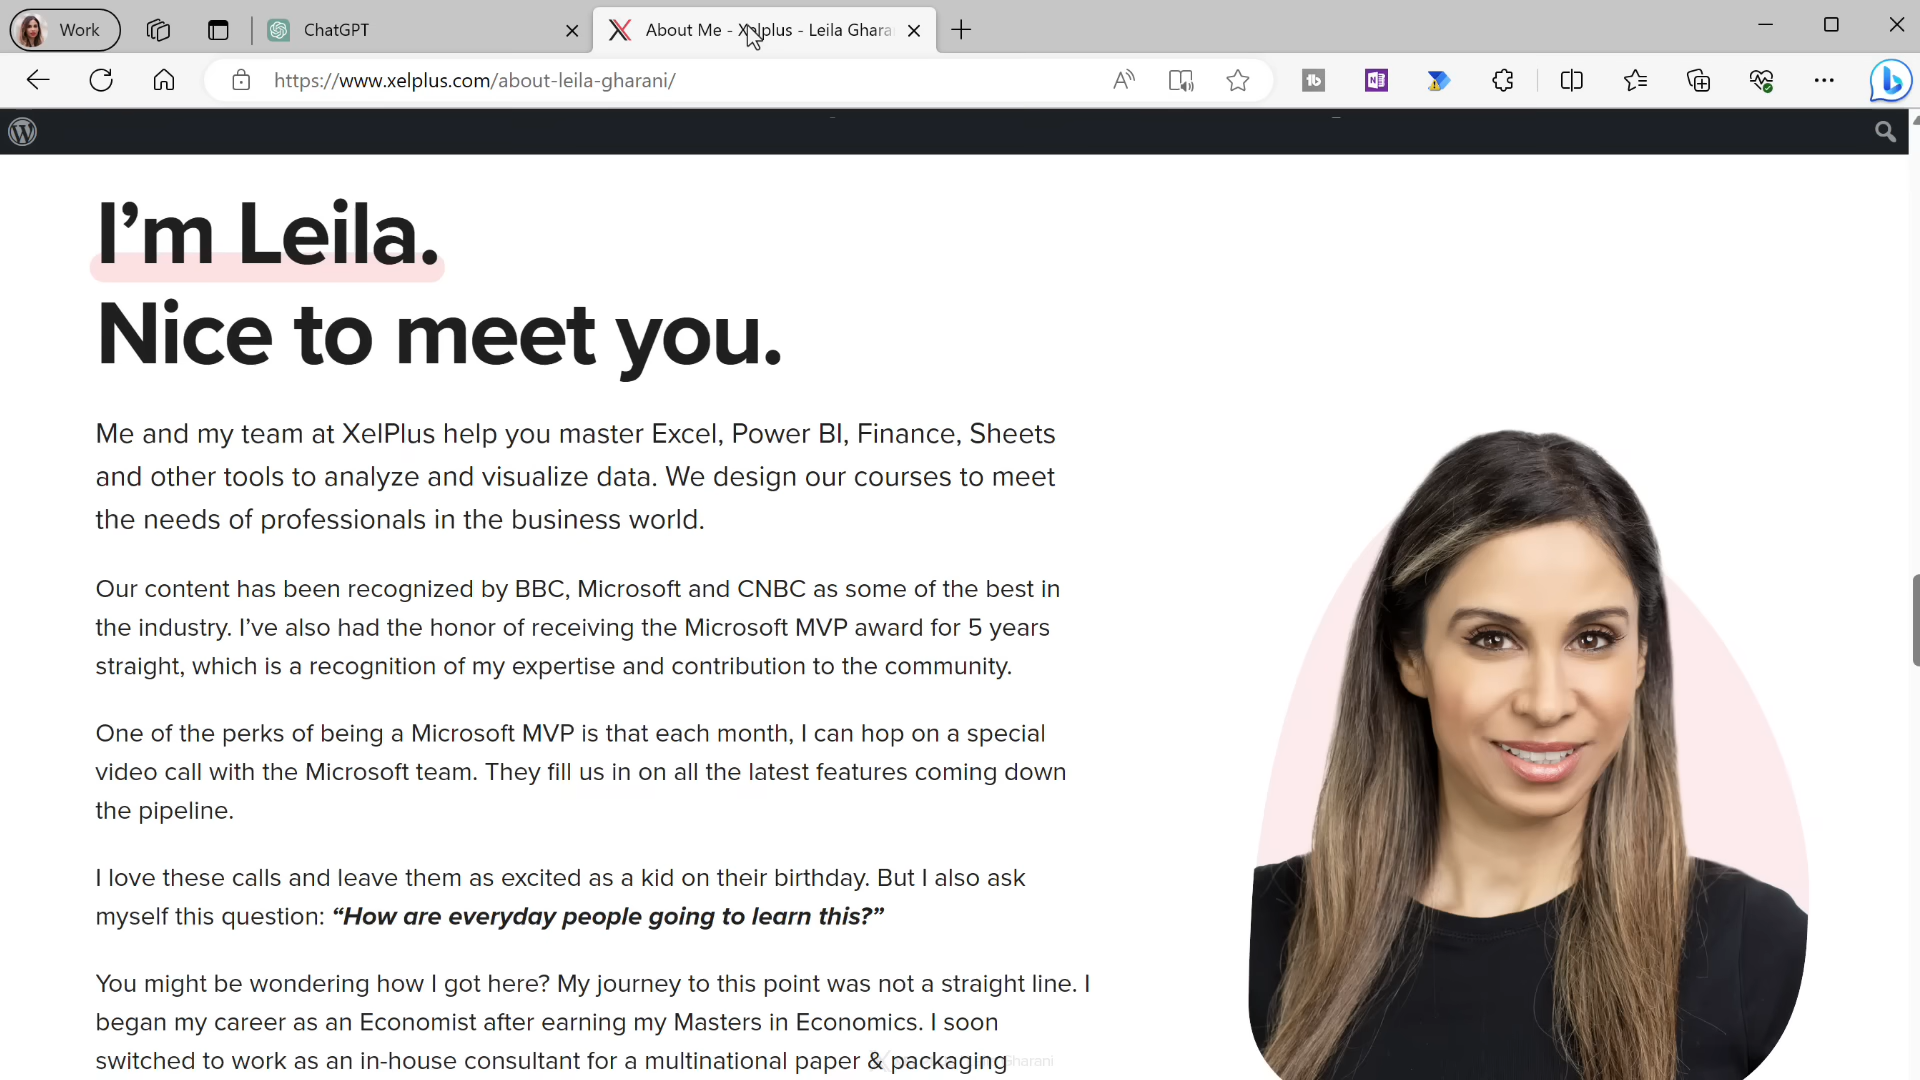 Work
ChatGPT
About Me - Xelplus - Leila Ghara
https://www.xelplus.com/about-leila-gharani/
I’m Leila.
Nice to meet you.
Me and my team at XelPlus help you master Excel, Power BI, Finance, Sheets
and other tools to analyze and visualize data. We design our courses to meet
the needs of professionals in the business world.
Our content has been recognized by BBC, Microsoft and CNBC as some of the best in
the industry. I’ve also had the honor of receiving the Microsoft MVP award for 5 years
straight, which is a recognition of my expertise and contribution to the community.
One of the perks of being a Microsoft MVP is that each month, I can hop on a special
video call with the Microsoft team. They fill us in on all the latest features coming down
the pipeline.
I love these calls and leave them as excited as a kid on their birthday. But I also ask
myself this question: “How are everyday people going to learn this?”
You might be wondering how I got here? My journey to this point was not a straight line. I
began my career as an Economist after earning my Masters in Economics. I soon
switched to work as an in-house consultant for a multinational paper & packaging